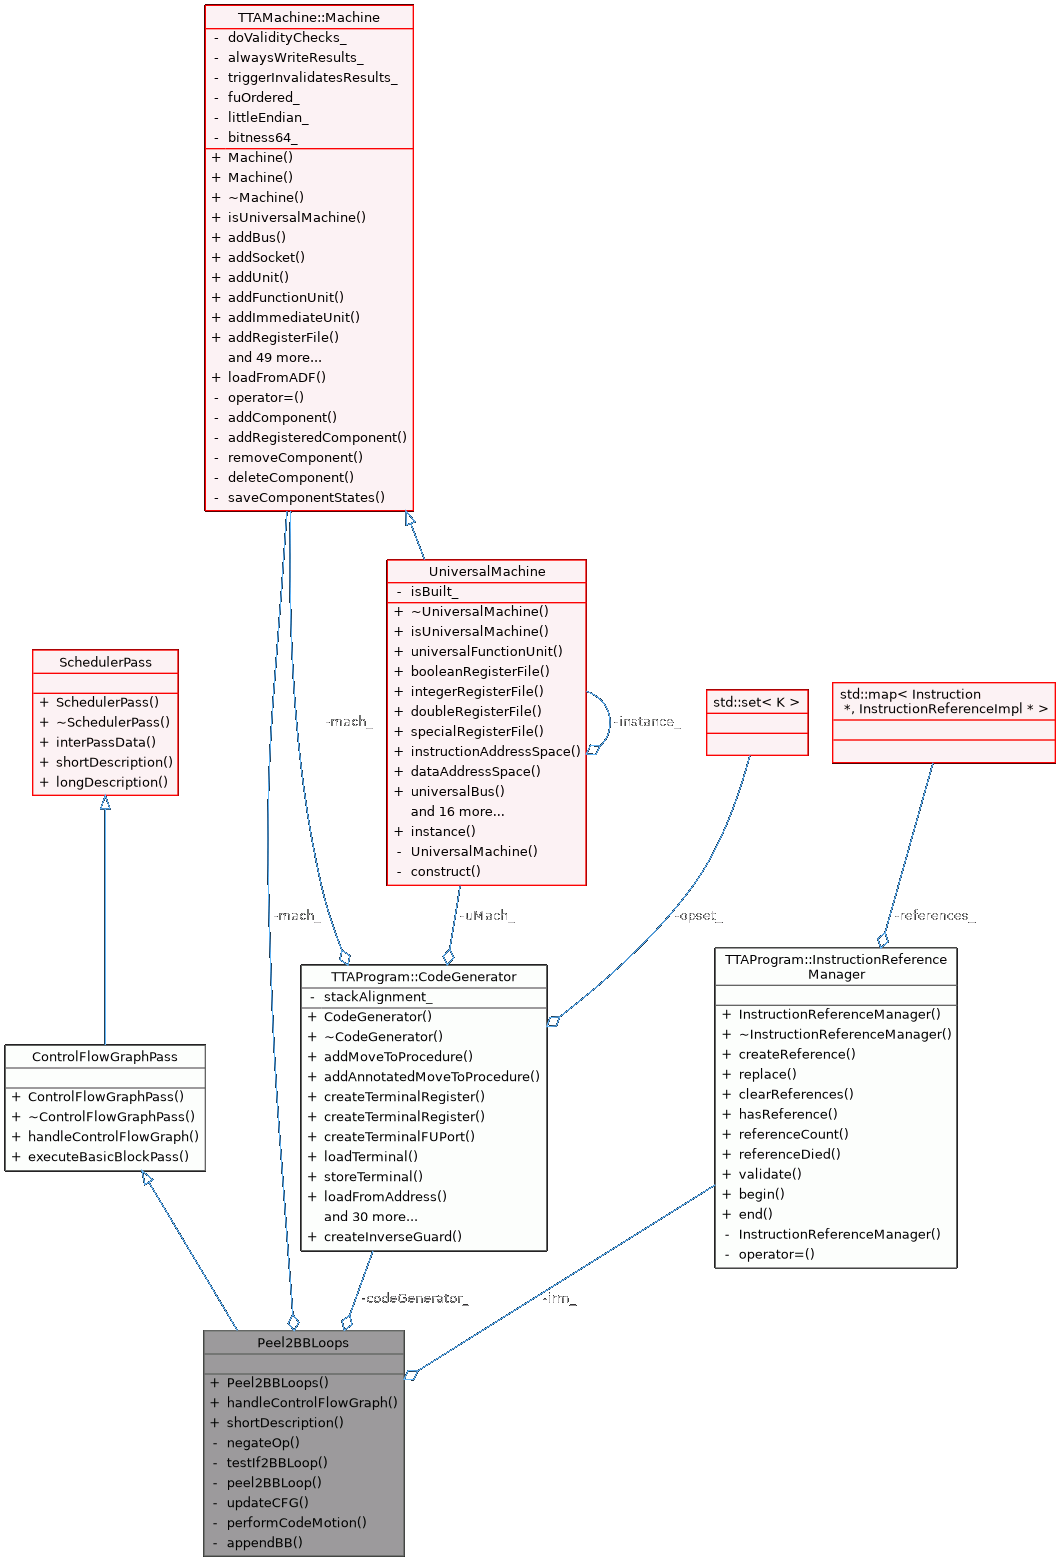 TTAMachine::Machine
- doValidityChecks_
- alwaysWriteResults_
- triggerInvalidatesResults_
- fuOrdered_
- littleEndian_
- bitness64_
+ Machine()
+ Machine()
+ ~Machine()
+ isUniversalMachine()
+ addBus()
+ addSocket()
+ addUnit()
+ addFunctionUnit()
+ addImmediateUnit()
+ addRegisterFile()
and 49 more...
+ loadFromADF()
- operator=()
- addComponent()
- addRegisteredComponent()
- removeComponent()
- deleteComponent()
- saveComponentStates()
UniversalMachine
- isBuilt_
+ ~UniversalMachine()
+ isUniversalMachine()
+ universalFunctionUnit()
+ booleanRegisterFile()
+ integerRegisterFile()
+ doubleRegisterFile()
+ specialRegisterFile()
+ instructionAddressSpace()
+ dataAddressSpace()
+ universalBus()
and 16 more...
+ instance()
- UniversalMachine()
- construct()
-instance_
SchedulerPass
+ SchedulerPass()
+ ~SchedulerPass()
+ interPassData()
+ shortDescription()
+ longDescription()
-mach_
std::set< K >
std::map< Instruction
*, InstructionReferenceImpl * >
-mach_
-uMach_
-opset_
-references_
TTAProgram::CodeGenerator
- stackAlignment_
+ CodeGenerator()
+ ~CodeGenerator()
+ addMoveToProcedure()
+ addAnnotatedMoveToProcedure()
+ createTerminalRegister()
+ createTerminalRegister()
+ createTerminalFUPort()
+ loadTerminal()
+ storeTerminal()
+ loadFromAddress()
and 30 more...
+ createInverseGuard()
TTAProgram::InstructionReference
Manager
+ InstructionReferenceManager()
+ ~InstructionReferenceManager()
+ createReference()
+ replace()
+ clearReferences()
+ hasReference()
+ referenceCount()
+ referenceDied()
+ validate()
+ begin()
+ end()
- InstructionReferenceManager()
- operator=()
ControlFlowGraphPass
+ ControlFlowGraphPass()
+ ~ControlFlowGraphPass()
+ handleControlFlowGraph()
+ executeBasicBlockPass()
-codeGenerator_
-irm_
Peel2BBLoops
+ Peel2BBLoops()
+ handleControlFlowGraph()
+ shortDescription()
- negateOp()
- testIf2BBLoop()
- peel2BBLoop()
- updateCFG()
- performCodeMotion()
- appendBB()